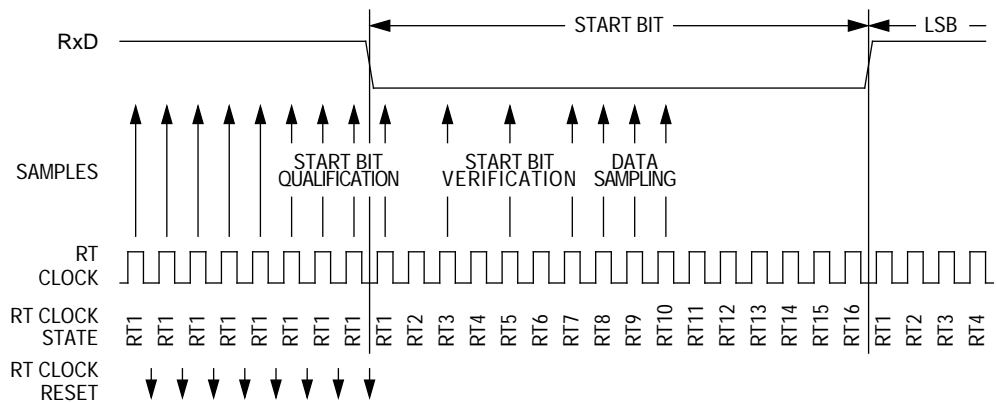 START BIT
LSB
RxD
SAMPLES
START BIT
QUALIFICATION
START BIT
VERIFICATION
DATA
SAMPLING
RT
CLOCK
RT CLOCK
STATE
RT1 RT1 RT1 RT1 RT1 RT1 RT1 RT1 RT1 RT2 RT3 RT4 RT5 RT6 RT7 RT8 RT9 RT10 RT11 RT12 RT13 RT14 RT15 RT16 RT1 RT2 RT3 RT4
RT CLOCK
RESET